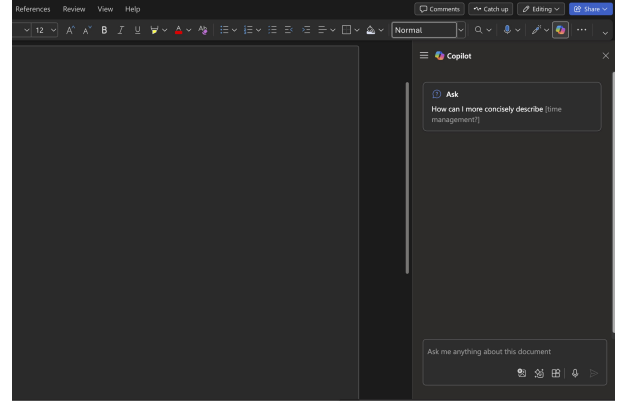 References Review View Help
Comments Catch up Editing Share
12 A A B I U A Normal
Copilot
Ask
How can I more concisely describe [time
management?]
Ask me anything about this document